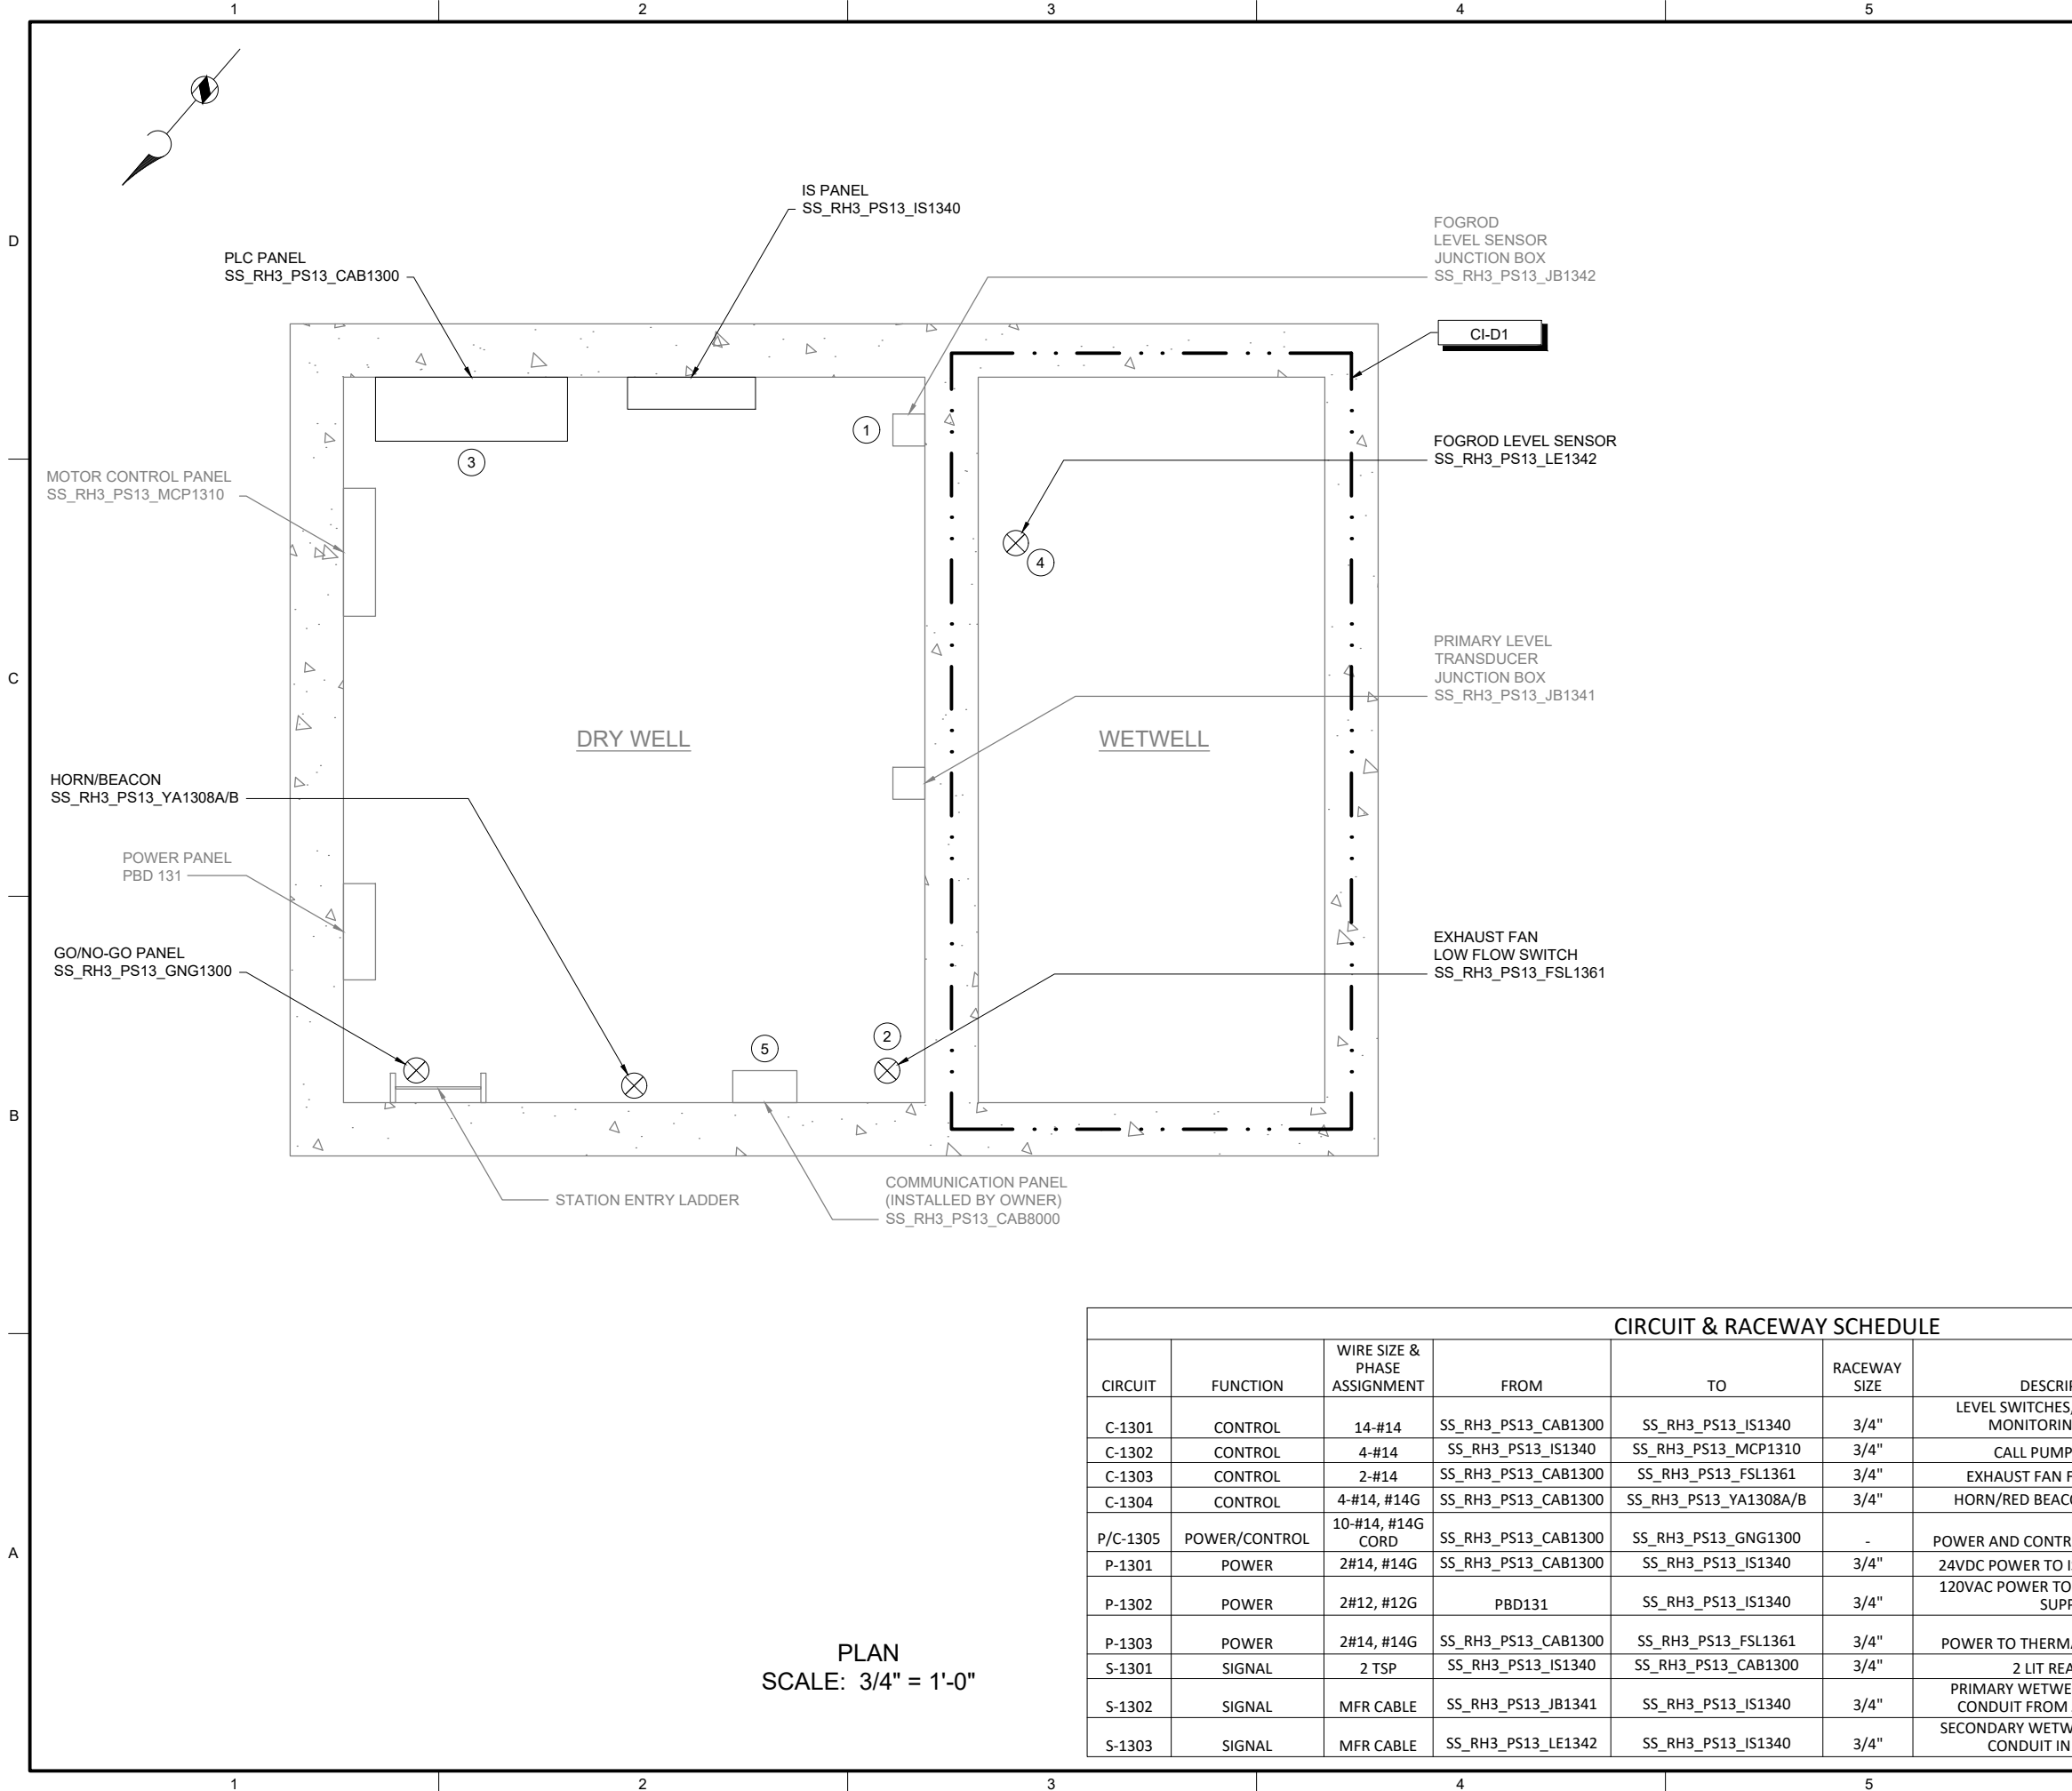 1 2 3 4 5
D
C
B
A
IS PANEL
SS_RH3_PS13_IS1340
PLC PANEL
SS_RH3_PS13_CAB1300
FOGROD
LEVEL SENSOR
JUNCTION BOX
SS_RH3_PS13_JB1342
CI-D1
1
3
FOGROD LEVEL SENSOR
SS_RH3_PS13_LE1342
MOTOR CONTROL PANEL
SS_RH3_PS13_MCP1310
4
PRIMARY LEVEL
TRANSDUCER
JUNCTION BOX
SS_RH3_PS13_JB1341
DRY WELL
WETWELL
HORN/BEACON
SS_RH3_PS13_YA1308A/B
POWER PANEL
PBD 131
GO/NO-GO PANEL
SS_RH3_PS13_GNG1300
EXHAUST FAN
LOW FLOW SWITCH
SS_RH3_PS13_FSL1361
2
5
STATION ENTRY LADDER
COMMUNICATION PANEL
(INSTALLED BY OWNER)
SS_RH3_PS13_CAB8000
PLAN
SCALE: 3/4" = 1'-0"
CIRCUIT & RACEWAY SCHEDULE
CIRCUIT FUNCTION WIRE SIZE & PHASE ASSIGNMENT FROM TO RACEWAY SIZE DESCRI
C-1301 CONTROL 14-#14 SS_RH3_PS13_CAB1300 SS_RH3_PS13_IS1340 3/4" LEVEL SWITCHES, MONITORIN
C-1302 CONTROL 4-#14 SS_RH3_PS13_IS1340 SS_RH3_PS13_MCP1310 3/4" CALL PUMP
C-1303 CONTROL 2-#14 SS_RH3_PS13_CAB1300 SS_RH3_PS13_FSL1361 3/4" EXHAUST FAN F
C-1304 CONTROL 4-#14, #14G SS_RH3_PS13_CAB1300 SS_RH3_PS13_YA1308A/B 3/4" HORN/RED BEACO
P/C-1305 POWER/CONTROL 10-#14, #14G CORD SS_RH3_PS13_CAB1300 SS_RH3_PS13_GNG1300 - POWER AND CONTR
P-1301 POWER 2#14, #14G SS_RH3_PS13_CAB1300 SS_RH3_PS13_IS1340 3/4" 24VDC POWER TO I
P-1302 POWER 2#12, #12G PBD131 SS_RH3_PS13_IS1340 3/4" 120VAC POWER TO SUPP
P-1303 POWER 2#14, #14G SS_RH3_PS13_CAB1300 SS_RH3_PS13_FSL1361 3/4" POWER TO THERMA
S-1301 SIGNAL 2 TSP SS_RH3_PS13_IS1340 SS_RH3_PS13_CAB1300 3/4" 2 LIT REA
S-1302 SIGNAL MFR CABLE SS_RH3_PS13_JB1341 SS_RH3_PS13_IS1340 3/4" PRIMARY WETWE CONDUIT FROM
S-1303 SIGNAL MFR CABLE SS_RH3_PS13_LE1342 SS_RH3_PS13_IS1340 3/4" SECONDARY WETW CONDUIT IN
1 2 3 4 5